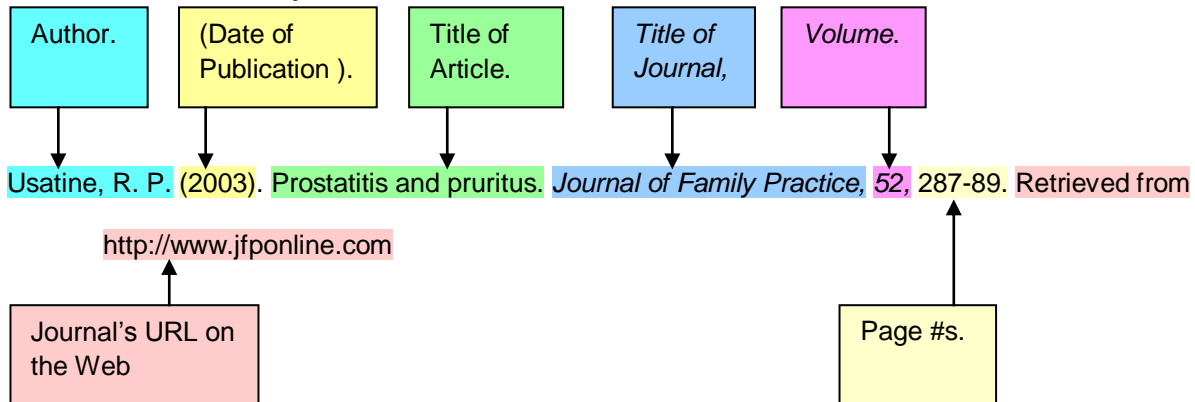 Author.
(Date of
Publication ).
Title of
Article.
Title of
Journal,
Volume.
Usatine, R. P. (2003). Prostatitis and pruritus. Journal of Family Practice, 52, 287-89. Retrieved from
http://www.jfponline.com
Journal’s URL on
the Web
Page #s.